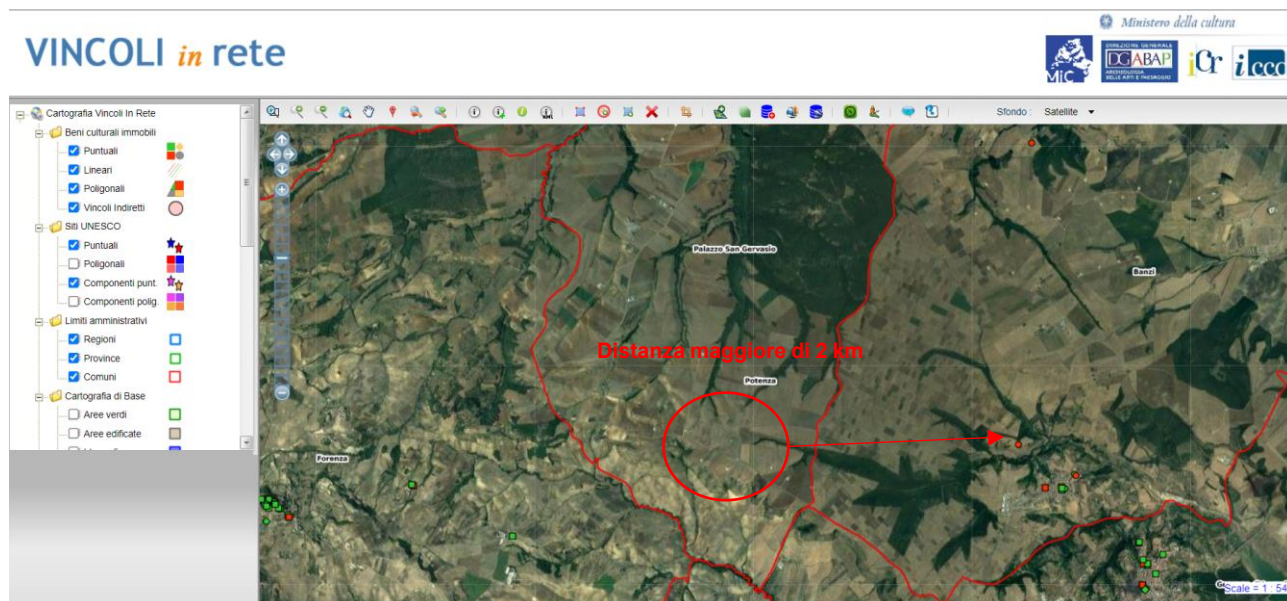 Ministero della cultura
VINCOLI in rete
MiC
DIREZIONE GENERALE
DGABAP
ARCHEOLOGIA
BELLE ARTI E PAESAGGIO
iCr
iccd
Cartografia Vincoli In Rete
Beni culturali immobili
Puntuali
Lineari
Poligonali
Vincoli Indiretti
Siti UNESCO
Puntuali
Poligonali
Componenti punt.
Componenti polig.
Limiti amministrativi
Regioni
Province
Comuni
Cartografia di Base
Aree verdi
Aree edificate
Sfondo : Satellite
Palazzo San Gervasio
Banzi
Distanza maggiore di 2 km
Potenza
Forenza
Scale = 1 : 54